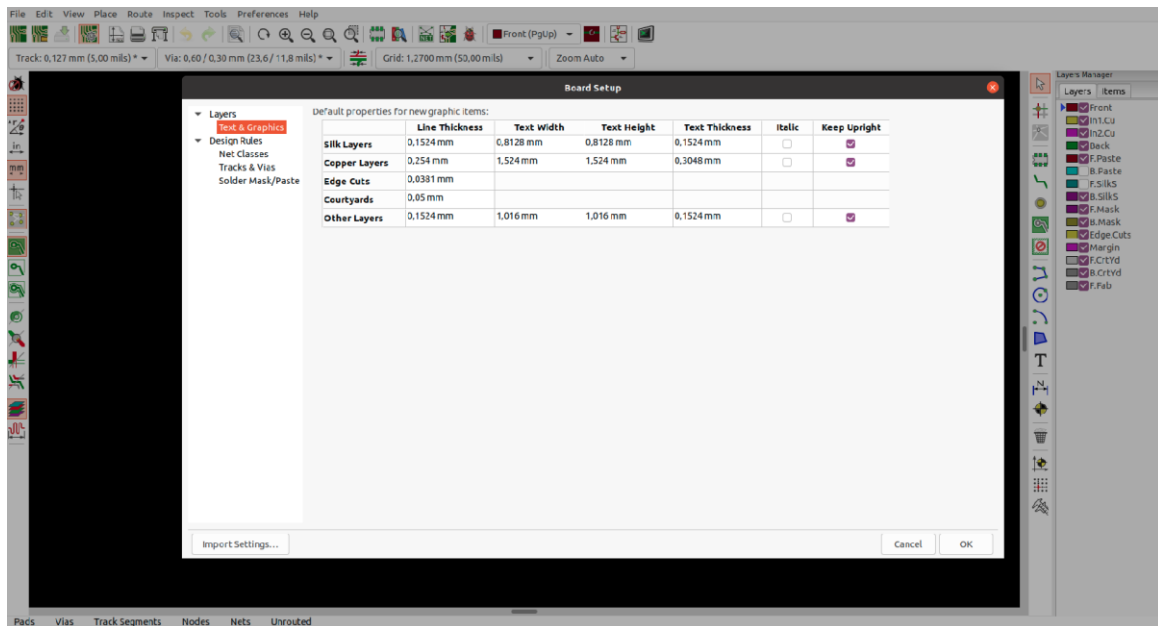 File Edit View Place Route Inspect Tools Preferences Help
Front (PgUp)
Track: 0,127 mm (5,00 mils) * Via: 0,60 / 0,30 mm (23,6 / 11,8 mils) * Grid: 1,2700 mm (50,00 mils) Zoom Auto
Board Setup
Layers Manager
Layers Items
Layers
Text & Graphics
Design Rules
Net Classes
Tracks & Vias
Solder Mask/Paste
Default properties for new graphic items:
Line Thickness Text Width Text Height Text Thickness Italic Keep Upright
Silk Layers 0,1524 mm 0,8128 mm 0,8128 mm 0,1524 mm
Copper Layers 0,254 mm 1,524 mm 1,524 mm 0,3048 mm
Edge Cuts 0,0381 mm
Courtyards 0,05 mm
Other Layers 0,1524 mm 1,016 mm 1,016 mm 0,1524 mm
Front
In1.Cu
In2.Cu
Back
F.Paste
B.Paste
F.SilkS
B.SilkS
F.Mask
B.Mask
Edge.Cuts
Margin
F.CrtYd
B.CrtYd
F.Fab
in
mm
T
N
Import Settings...
Cancel OK
Pads Vias Track Segments Nodes Nets Unrouted